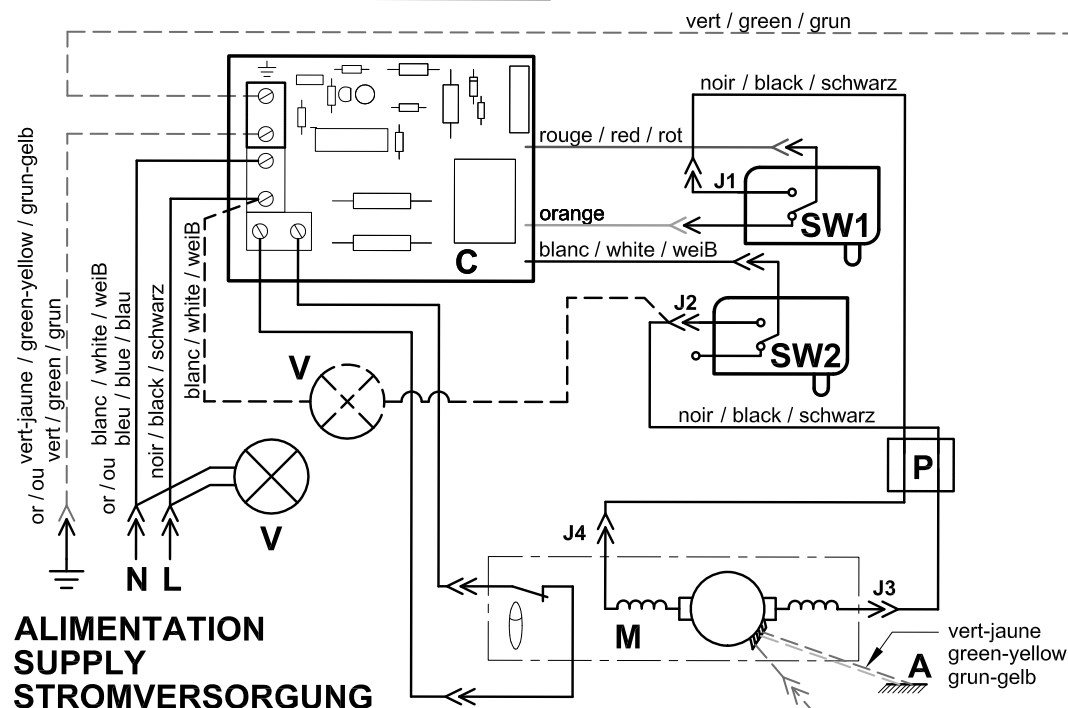 vert / green / grun
noir / black / schwarz
rouge / red / rot
J1
orange
SW1
blanc / white / weiB
C
J2
SW2
noir / black / schwarz
or / ou
vert-jaune / green-yellow / grun-gelb
vert / green / grun
or / ou
blanc / white / weiB
bleu / blue / blau
noir / black / schwarz
blanc / white / weiB
V
V
P
J4
J3
M
N L
A
vert-jaune
green-yellow
grun-gelb
ALIMENTATION
SUPPLY
STROMVERSORGUNG